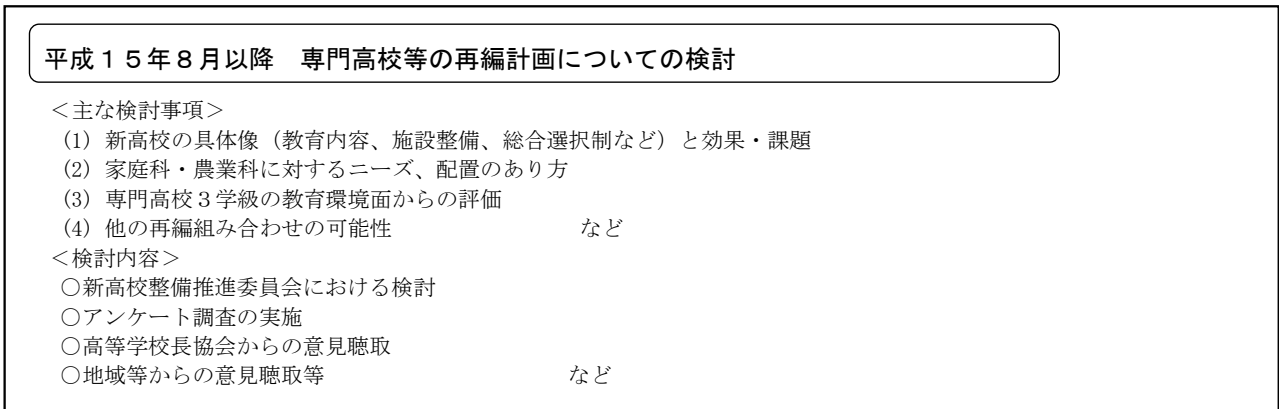 平成１５年８月以降　専門高校等の再編計画についての検討
＜主な検討事項＞
(1) 新高校の具体像（教育内容、施設整備、総合選択制など）と効果・課題
(2) 家庭科・農業科に対するニーズ、配置のあり方
(3) 専門高校３学級の教育環境面からの評価
(4) 他の再編組み合わせの可能性　　　　　　　　など
＜検討内容＞
○新高校整備推進委員会における検討
○アンケート調査の実施
○高等学校長協会からの意見聴取
○地域等からの意見聴取等　　　　　　　　　　など